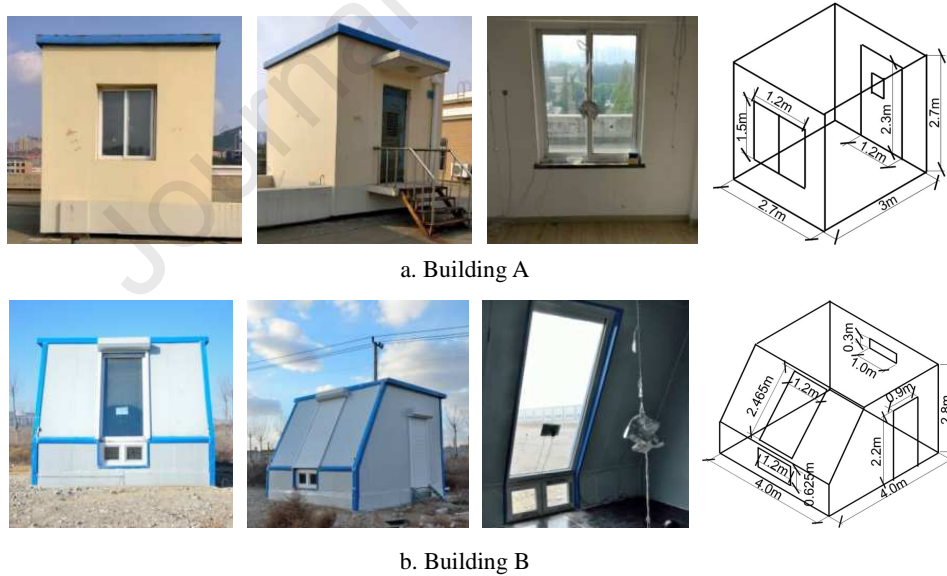 Journal
1.2m
1.5m
2.3m
1.2m
2.7m
2.7m
3m
a. Building A
0.3m
1.0m
1.2m
2.465m
0.9m
2.8m
2.2m
1.2m
0.625m
4.0m
4.0m
b. Building B